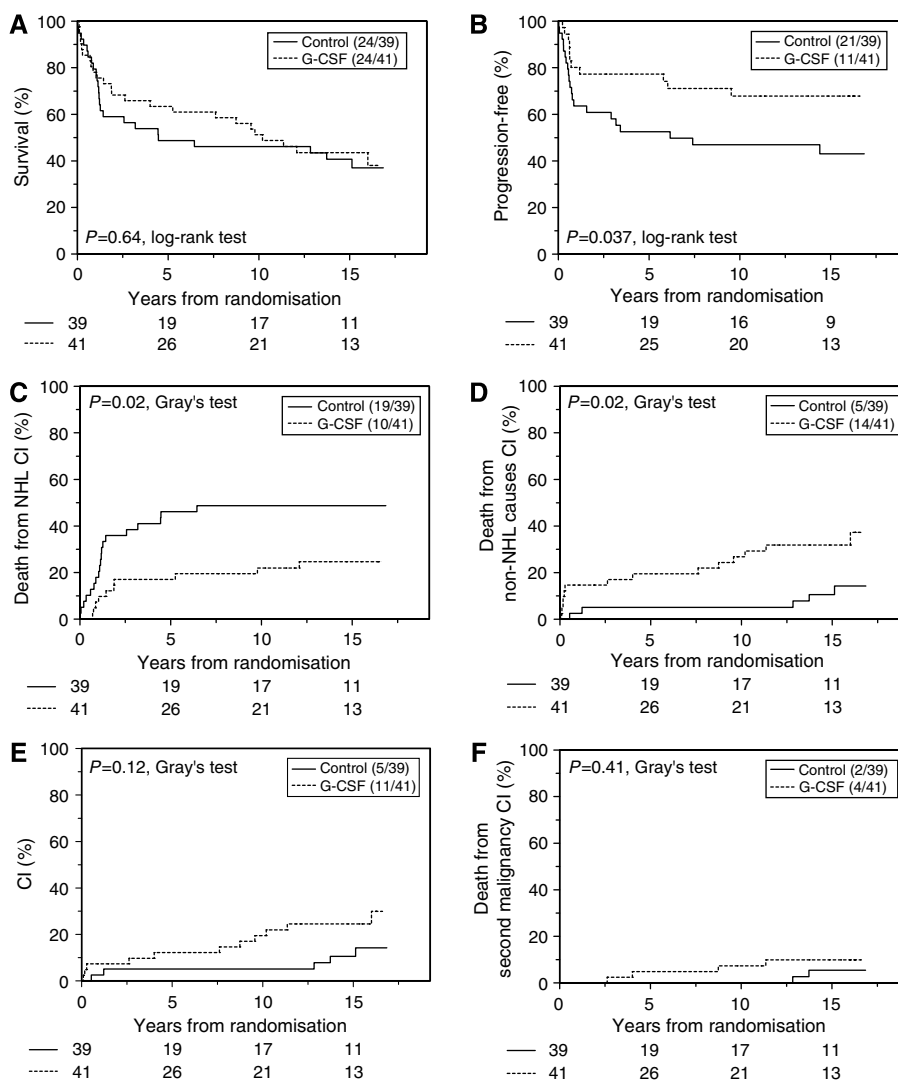 A
Survival (%)
100
80
60
40
20
0
Control (24/39)
G-CSF (24/41)
P=0.64, log-rank test
0 5 10 15
Years from randomisation
39 19 17 11
41 26 21 13
B
Progression-free (%)
100
80
60
40
20
0
Control (21/39)
G-CSF (11/41)
P=0.037, log-rank test
0 5 10 15
Years from randomisation
39 19 16 9
41 25 20 13
C
Death from NHL CI (%)
100
80
60
40
20
0
P=0.02, Gray's test
Control (19/39)
G-CSF (10/41)
0 5 10 15
Years from randomisation
39 19 17 11
41 26 21 13
D
Death from
non-NHL causes CI (%)
100
80
60
40
20
0
P=0.02, Gray's test
Control (5/39)
G-CSF (14/41)
0 5 10 15
Years from randomisation
39 19 17 11
41 26 21 13
E
CI (%)
100
80
60
40
20
0
P=0.12, Gray's test
Control (5/39)
G-CSF (11/41)
0 5 10 15
Years from randomisation
39 19 17 11
41 26 21 13
F
Death from
second malignancy CI (%)
100
80
60
40
20
0
P=0.41, Gray's test
Control (2/39)
G-CSF (4/41)
0 5 10 15
Years from randomisation
39 19 17 11
41 26 21 13